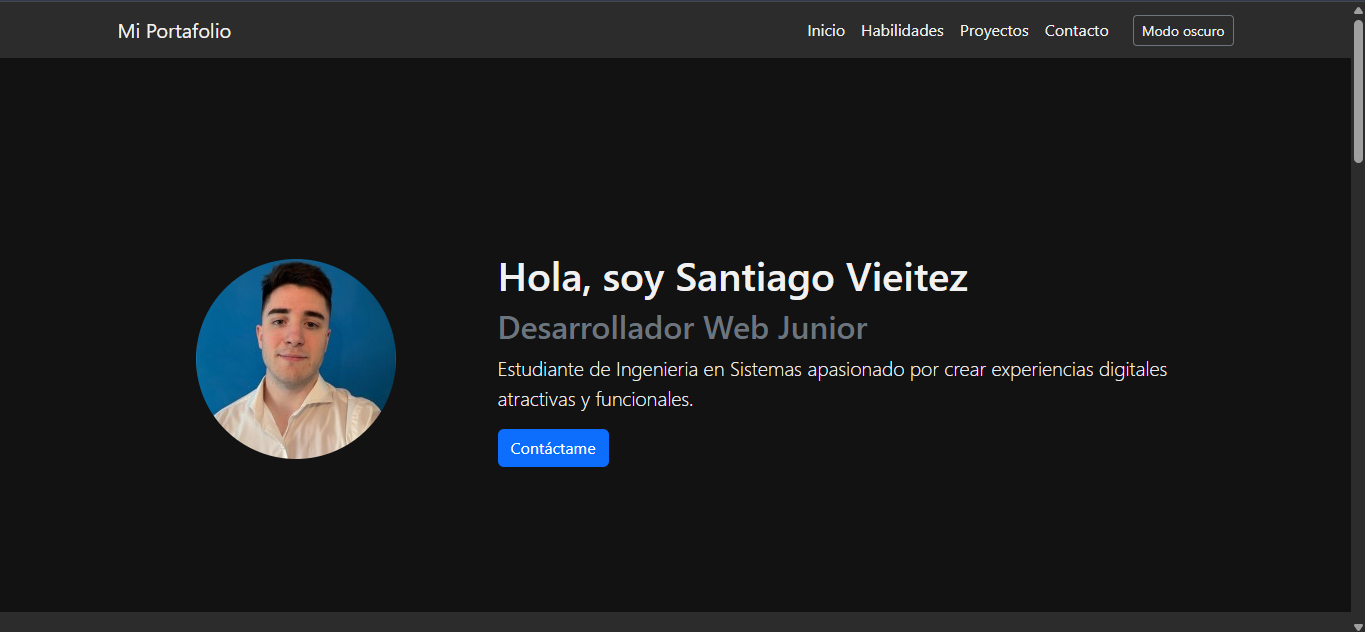 Mi Portafolio
Inicio Habilidades Proyectos Contacto Modo oscuro
Hola, soy Santiago Vieitez
Desarrollador Web Junior
Estudiante de Ingenieria en Sistemas apasionado por crear experiencias digitales
atractivas y funcionales.
Contáctame